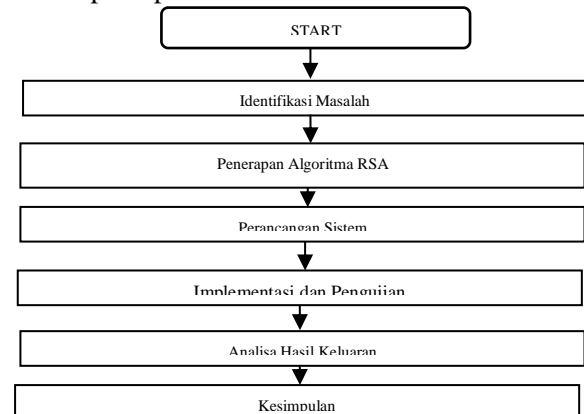 START
Identifikasi Masalah
Penerapan Algoritma RSA
Perancangan Sistem
Implementasi dan Pengujian
Analisa Hasil Keluaran
Kesimpulan